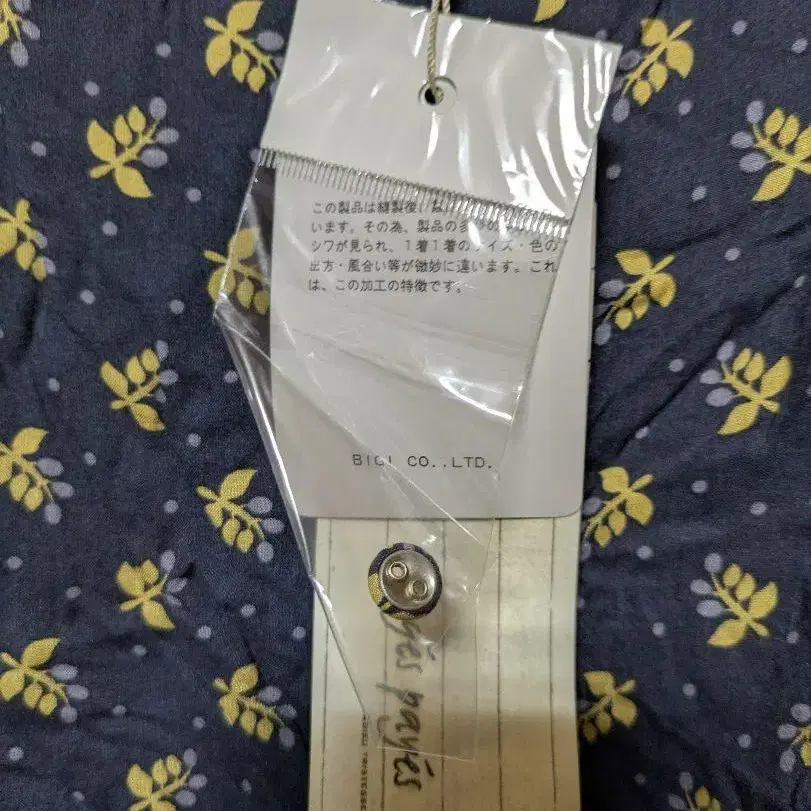 この製品は縫製後、
います。その為、製品の
シワが見られ、1着1着のサイズ・色の
出方・風合い等が微妙に違います。これ
は、この加工の特徴です。
BIGI CO.,LTD.
payés
TRISTESSE